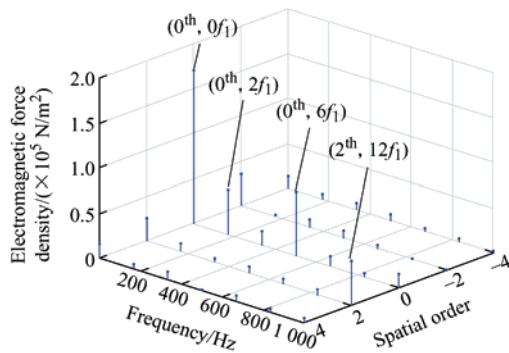 (0th, 0f1)
(0th, 2f1)
(0th, 6f1)
(2th, 12f1)
Electromagnetic force
density/(×10^5 N/m^2)
2.0
1.5
1.0
0.5
0
200
400
600
800
1 000
Frequency/Hz
4
2
0
-2
-4
Spatial order